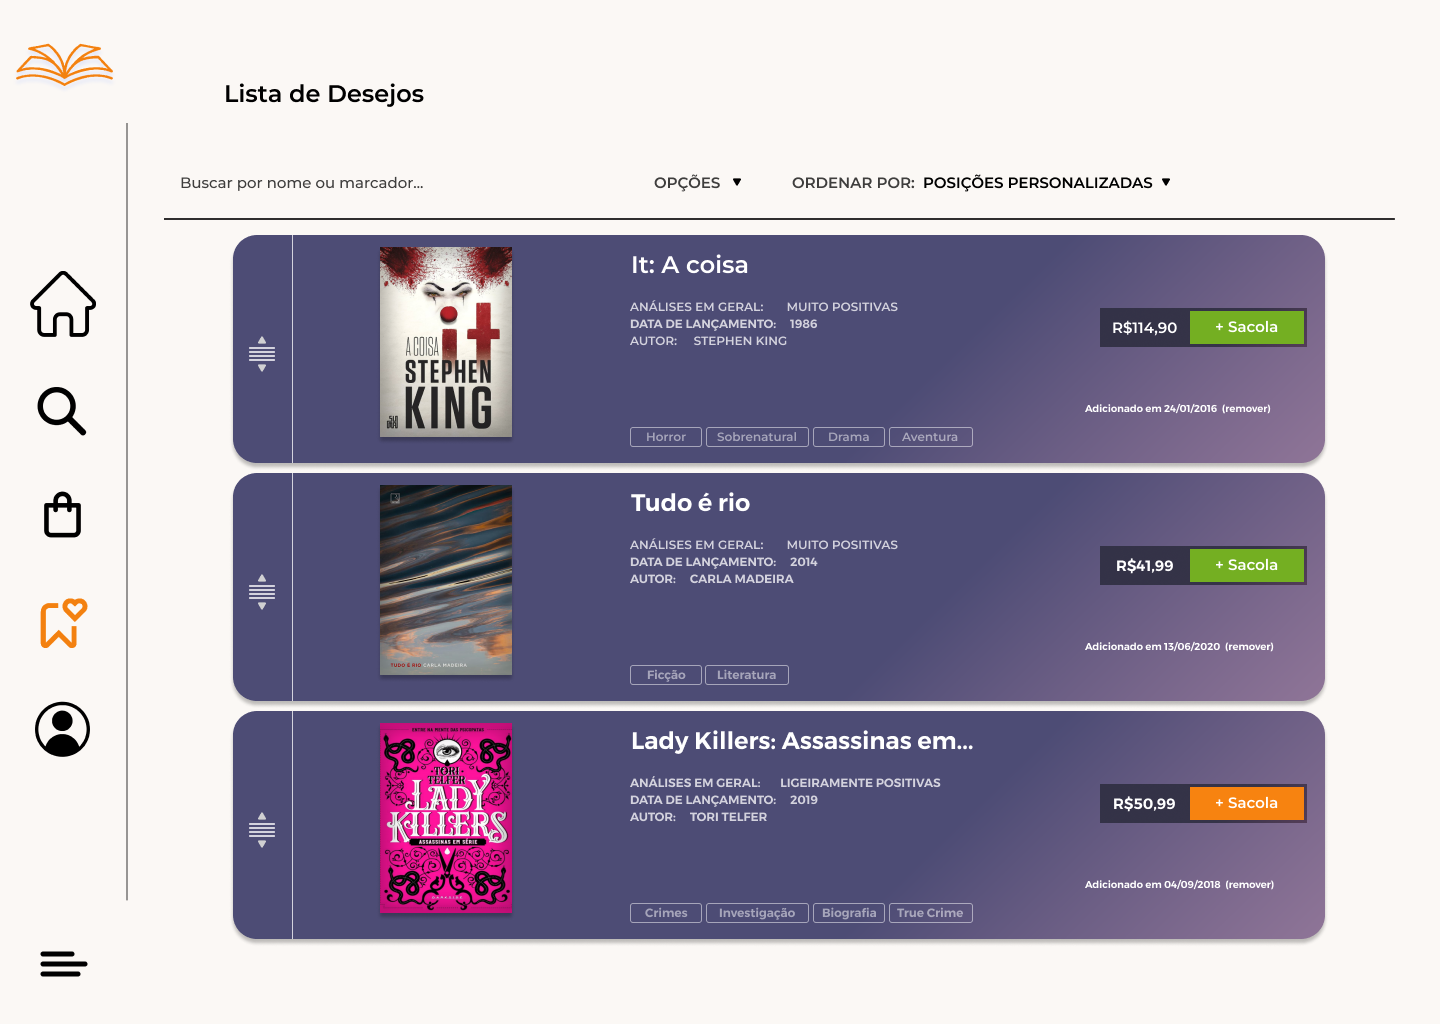 Lista de Desejos
Buscar por nome ou marcador... OPÇÕES ▼ ORDENAR POR: POSIÇÕES PERSONALIZADAS ▼
It: A coisa
ANÁLISES EM GERAL: MUITO POSITIVAS
DATA DE LANÇAMENTO: 1986
AUTOR: STEPHEN KING
R$114,90 + Sacola
Adicionado em 24/01/2016 (remover)
Horror Sobrenatural Drama Aventura
it
A COISA
STEPHEN
KING
Tudo é rio
ANÁLISES EM GERAL: MUITO POSITIVAS
DATA DE LANÇAMENTO: 2014
AUTOR: CARLA MADEIRA
R$41,99 + Sacola
Adicionado em 13/06/2020 (remover)
Ficção Literatura
TUDO É RIO CARLA MADEIRA
Lady Killers: Assassinas em...
ANÁLISES EM GERAL: LIGEIRAMENTE POSITIVAS
DATA DE LANÇAMENTO: 2019
AUTOR: TORI TELFER
R$50,99 + Sacola
Adicionado em 04/09/2018 (remover)
Crimes Investigação Biografia True Crime
TORI
TELFER
LADY
KILLERS
ASSASSINAS EM SÉRIE
DARKSIDE